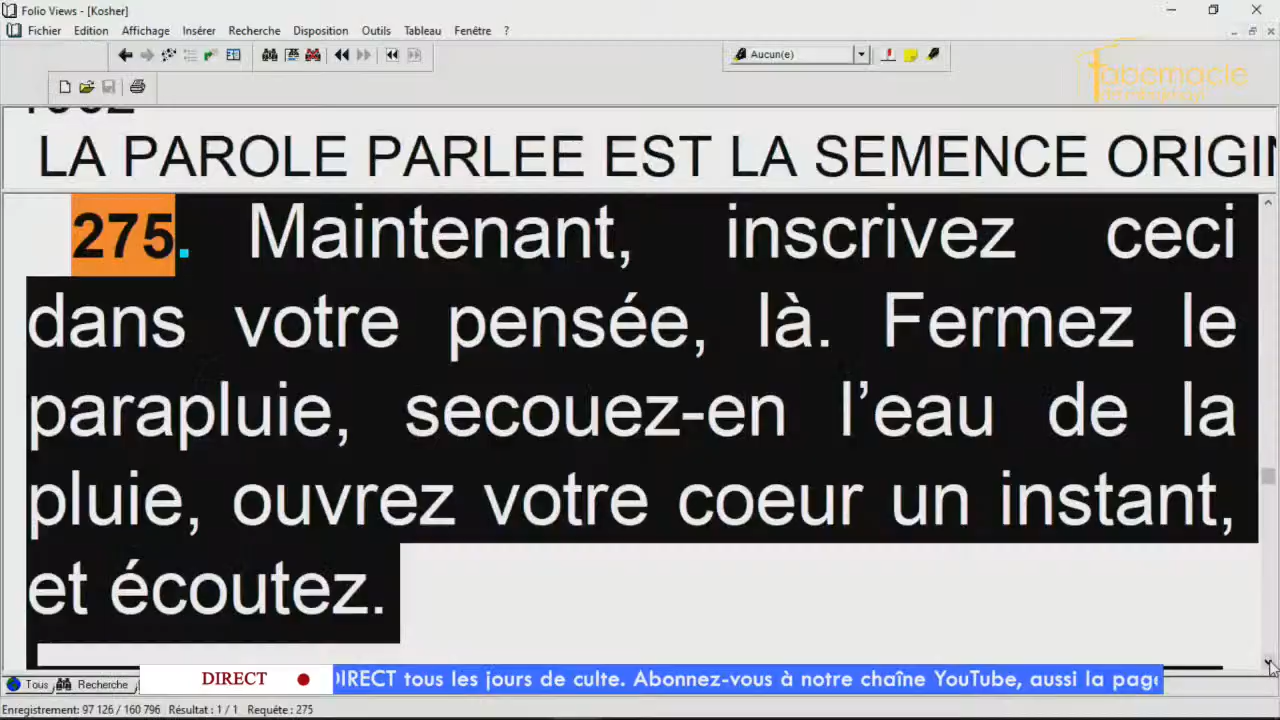 Folio Views - [Kosher]
Fichier Edition Affichage Insérer Recherche Disposition Outils Tableau Fenêtre ?
Aucun(e)
Tabernacle
LA PAROLE PARLEE EST LA SEMENCE ORIGIN
275. Maintenant, inscrivez ceci
dans votre pensée, là. Fermez le
parapluie, secouez-en l’eau de la
pluie, ouvrez votre coeur un instant,
et écoutez.
DIRECT DIRECT tous les jours de culte. Abonnez-vous à notre chaîne YouTube, aussi la page
Tous Recherche
Enregistrement: 97 126 / 160 796 Résultat : 1 / 1 Requête : 275